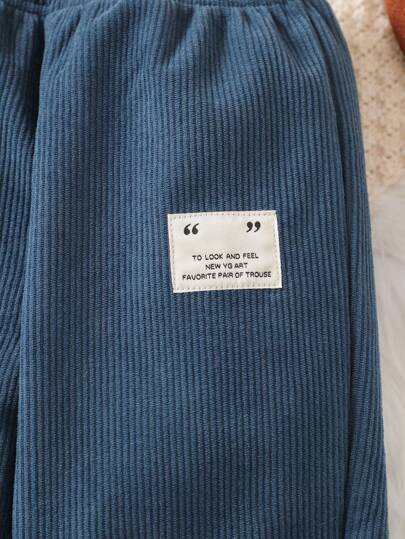 “ ”
TO LOOK AND FEEL
NEW YG ART
FAVORITE PAIR OF TROUSE